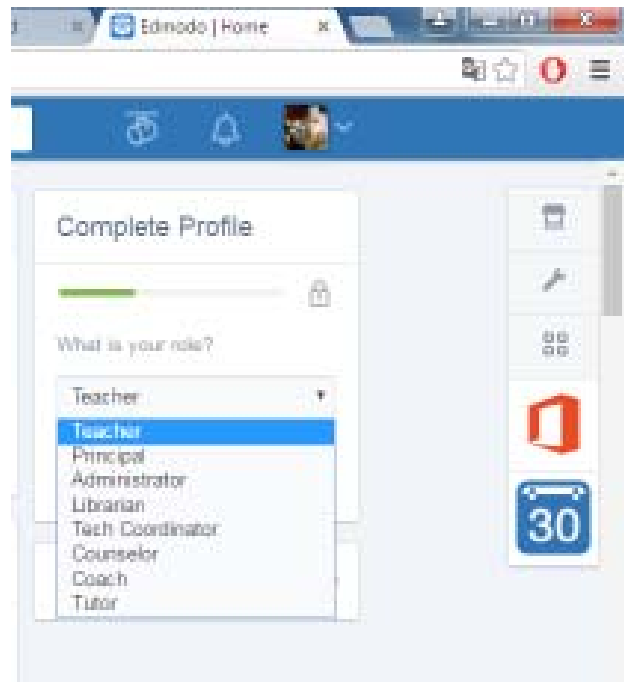 Edmodo | Home
Complete Profile
What is your role?
Teacher
Teacher
Principal
Administrator
Librarian
Tech Coordinator
Counselor
Coach
Tutor
30